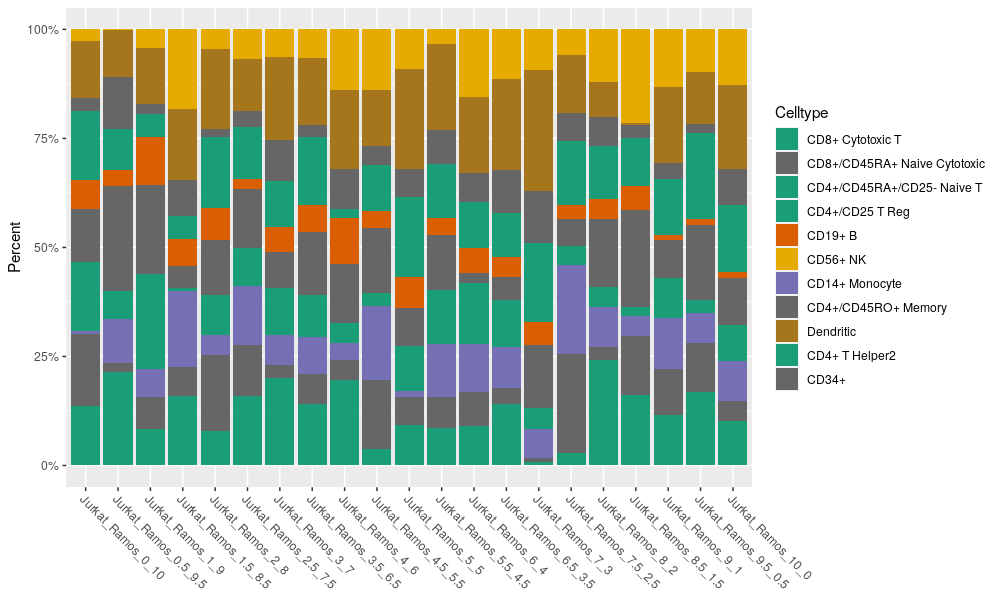 100%
75%
50%
25%
0%
Percent
Jurkat_Ramos_0_10
Jurkat_Ramos_0.5_9.5
Jurkat_Ramos_1_9
Jurkat_Ramos_1.5_8.5
Jurkat_Ramos_2_8
Jurkat_Ramos_2.5_7.5
Jurkat_Ramos_3_7
Jurkat_Ramos_3.5_6.5
Jurkat_Ramos_4_6
Jurkat_Ramos_4.5_5.5
Jurkat_Ramos_5_5
Jurkat_Ramos_5.5_4.5
Jurkat_Ramos_6_4
Jurkat_Ramos_6.5_3.5
Jurkat_Ramos_7_3
Jurkat_Ramos_7.5_2.5
Jurkat_Ramos_8_2
Jurkat_Ramos_8.5_1.5
Jurkat_Ramos_9_1
Jurkat_Ramos_9.5_0.5
Jurkat_Ramos_10_0
Celltype
CD8+ Cytotoxic T
CD8+/CD45RA+ Naive Cytotoxic
CD4+/CD45RA+/CD25- Naive T
CD4+/CD25 T Reg
CD19+ B
CD56+ NK
CD14+ Monocyte
CD4+/CD45RO+ Memory
Dendritic
CD4+ T Helper2
CD34+